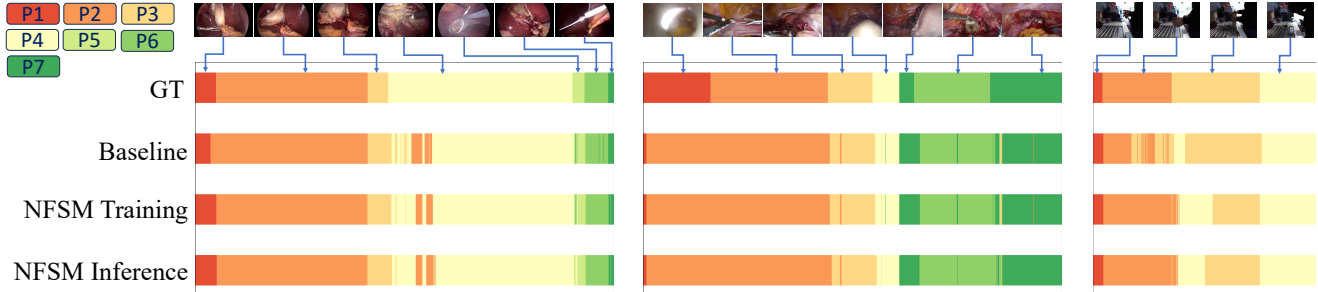 P1 P2 P3
P4 P5 P6
P7
GT
Baseline
NFSM Training
NFSM Inference